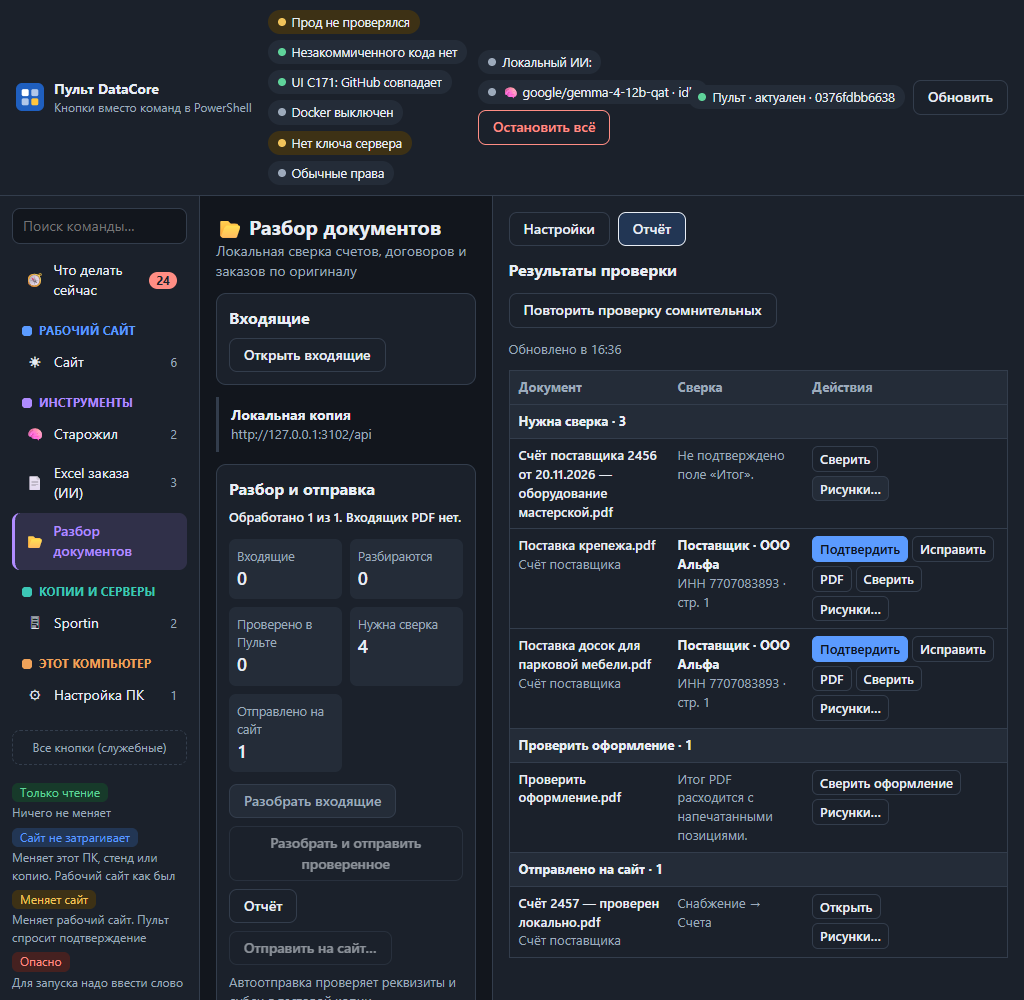 Пульт DataCore
Кнопки вместо команд в PowerShell
Прод не проверялся
Незакоммиченного кода нет
UI C171: GitHub совпадает
Docker выключен
Нет ключа сервера
Обычные права
Локальный ИИ:
google/gemma-4-12b-qat · idl
Остановить всё
Пульт · актуален · 0376fdbb6638
Обновить
Поиск команды...
Что делать
сейчас
24
РАБОЧИЙ САЙТ
Сайт 6
ИНСТРУМЕНТЫ
Старожил 2
Excel заказа
(ИИ)
3
Разбор
документов
КОПИИ И СЕРВЕРЫ
Sportin 2
ЭТОТ КОМПЬЮТЕР
Настройка ПК 1
Все кнопки (служебные)
Только чтение
Ничего не меняет
Сайт не затрагивает
Меняет этот ПК, стенд или
копию. Рабочий сайт как был
Меняет сайт
Меняет рабочий сайт. Пульт
спросит подтверждение
Опасно
Для запуска надо ввести слово
Разбор документов
Локальная сверка счетов, договоров и
заказов по оригиналу
Входящие
Открыть входящие
Локальная копия
http://127.0.0.1:3102/api
Разбор и отправка
Обработано 1 из 1. Входящих PDF нет.
Входящие
0
Разбираются
0
Проверено в
Пульте
0
Нужна сверка
4
Отправлено на
сайт
1
Разобрать входящие
Разобрать и отправить
проверенное
Отчёт
Отправить на сайт...
Автоотправка проверяет реквизиты и
Настройки
Отчёт
Результаты проверки
Повторить проверку сомнительных
Обновлено в 16:36
Документ Сверка Действия
Нужна сверка · 3
Счёт поставщика 2456
от 20.11.2026 —
оборудование
мастерской.pdf
Не подтверждено
поле «Итог».
Сверить
Рисунки...
Поставка крепежа.pdf
Счёт поставщика
Поставщик · ООО
Альфа
ИНН 7707083893 ·
стр. 1
Подтвердить Исправить
PDF Сверить
Рисунки...
Поставка досок для
парковой мебели.pdf
Счёт поставщика
Поставщик · ООО
Альфа
ИНН 7707083893 ·
стр. 1
Подтвердить Исправить
PDF Сверить
Рисунки...
Проверить оформление · 1
Проверить
оформление.pdf
Итог PDF
расходится с
напечатанными
позициями.
Сверить оформление
Рисунки...
Отправлено на сайт · 1
Счёт 2457 — проверен
локально.pdf
Счёт поставщика
Снабжение →
Счета
Открыть
Рисунки...